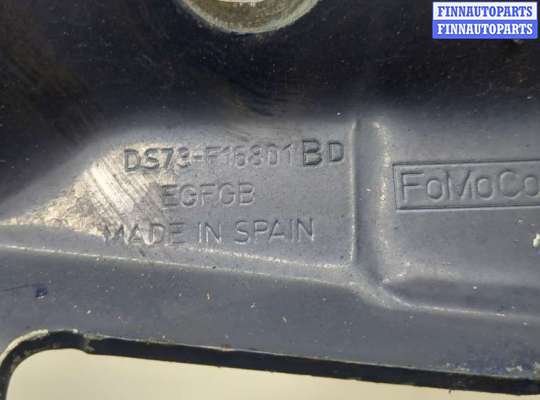 FINNAUTOPARTS
FINNAUTOPARTS
DS73-F16801BD
EGFGB
FoMoCo
MADE IN SPAIN